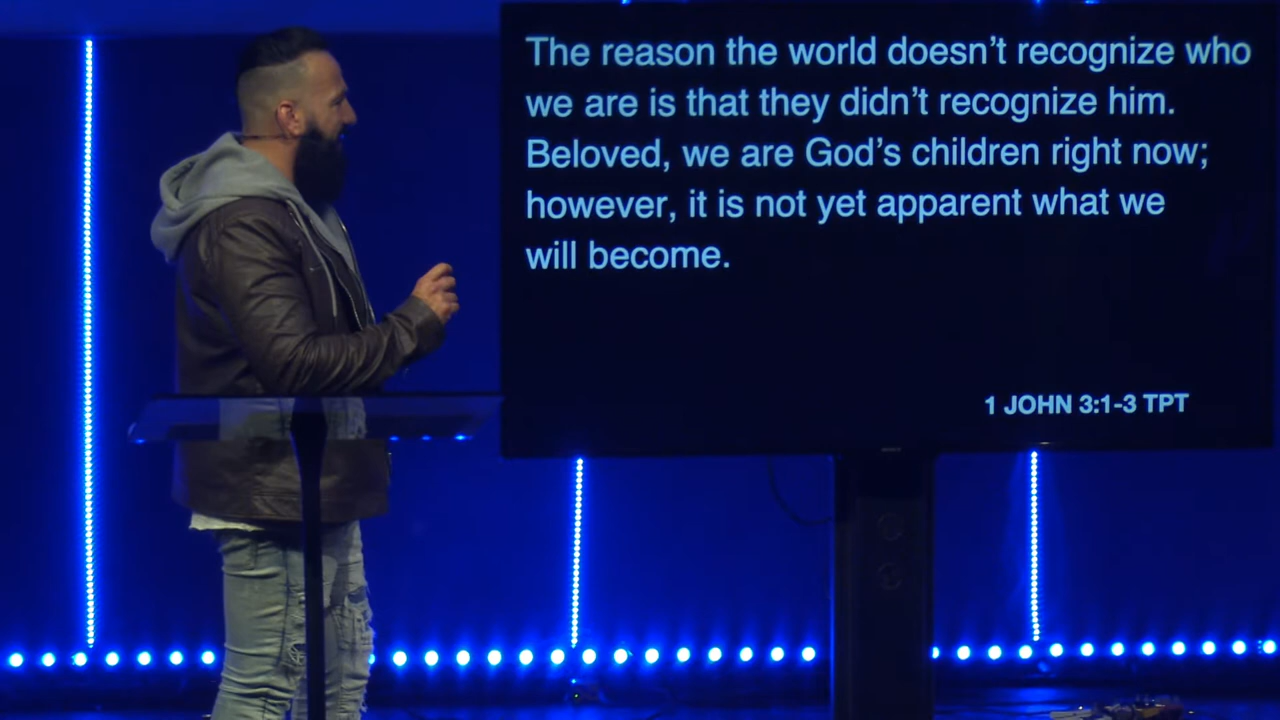 The reason the world doesn’t recognize who
we are is that they didn’t recognize him.
Beloved, we are God’s children right now;
however, it is not yet apparent what we
will become.
1 JOHN 3:1-3 TPT